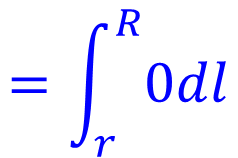 = ∫_r^R 0dl